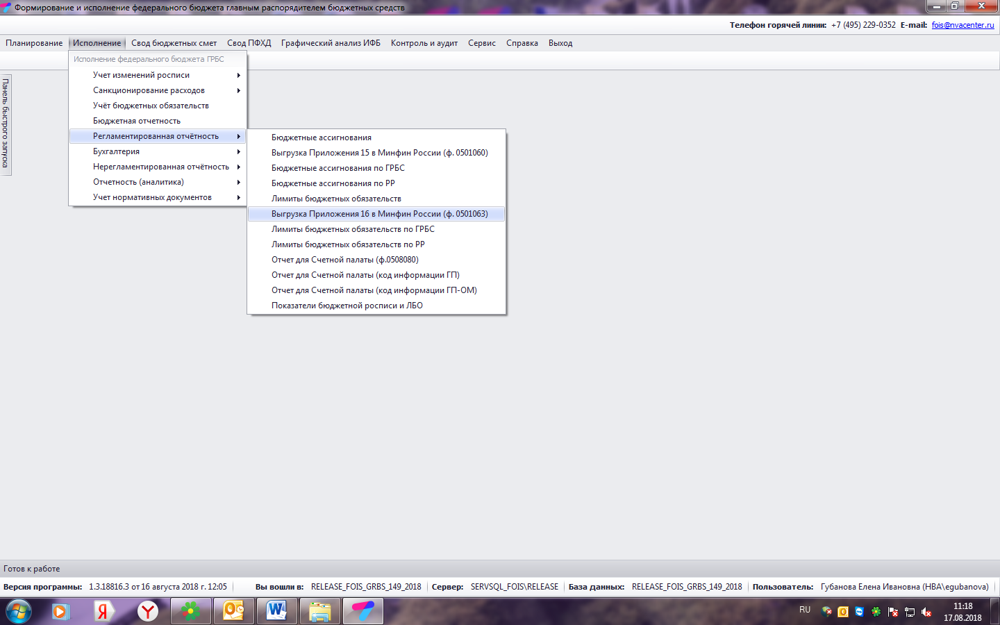 Формирование и исполнение федерального бюджета главным распорядителем бюджетных средств
Телефон горячей линии: +7 (495) 229-0352 E-mail: fois@nvacenter.ru
Планирование Исполнение Свод бюджетных смет Свод ПФХД Графический анализ ИФБ Контроль и аудит Сервис Справка Выход
Исполнение федерального бюджета ГРБС
Учет изменений росписи
Санкционирование расходов
Учёт бюджетных обязательств
Бюджетная отчетность
Регламентированная отчётность
Бухгалтерия
Нерегламентированная отчётность
Отчетность (аналитика)
Учет нормативных документов
Бюджетные ассигнования
Выгрузка Приложения 15 в Минфин России (ф. 0501060)
Бюджетные ассигнования по ГРБС
Бюджетные ассигнования по РР
Лимиты бюджетных обязательств
Выгрузка Приложения 16 в Минфин России (ф. 0501063)
Лимиты бюджетных обязательств по ГРБС
Лимиты бюджетных обязательств по РР
Отчет для Счетной палаты (ф.0508080)
Отчет для Счетной палаты (код информации ГП)
Отчет для Счетной палаты (код информации ГП-ОМ)
Показатели бюджетной росписи и ЛБО
Панель быстрого запуска
Готов к работе
Версия программы: 1.3.18816.3 от 16 августа 2018 г. 12:05 Вы вошли в: RELEASE_FOIS_GRBS_149_2018 Сервер: SERVSQL_FOIS\RELEASE База данных: RELEASE_FOIS_GRBS_149_2018 Пользователь: Губанова Елена Ивановна (HBA\egubanova)
RU
11:18
17.08.2018